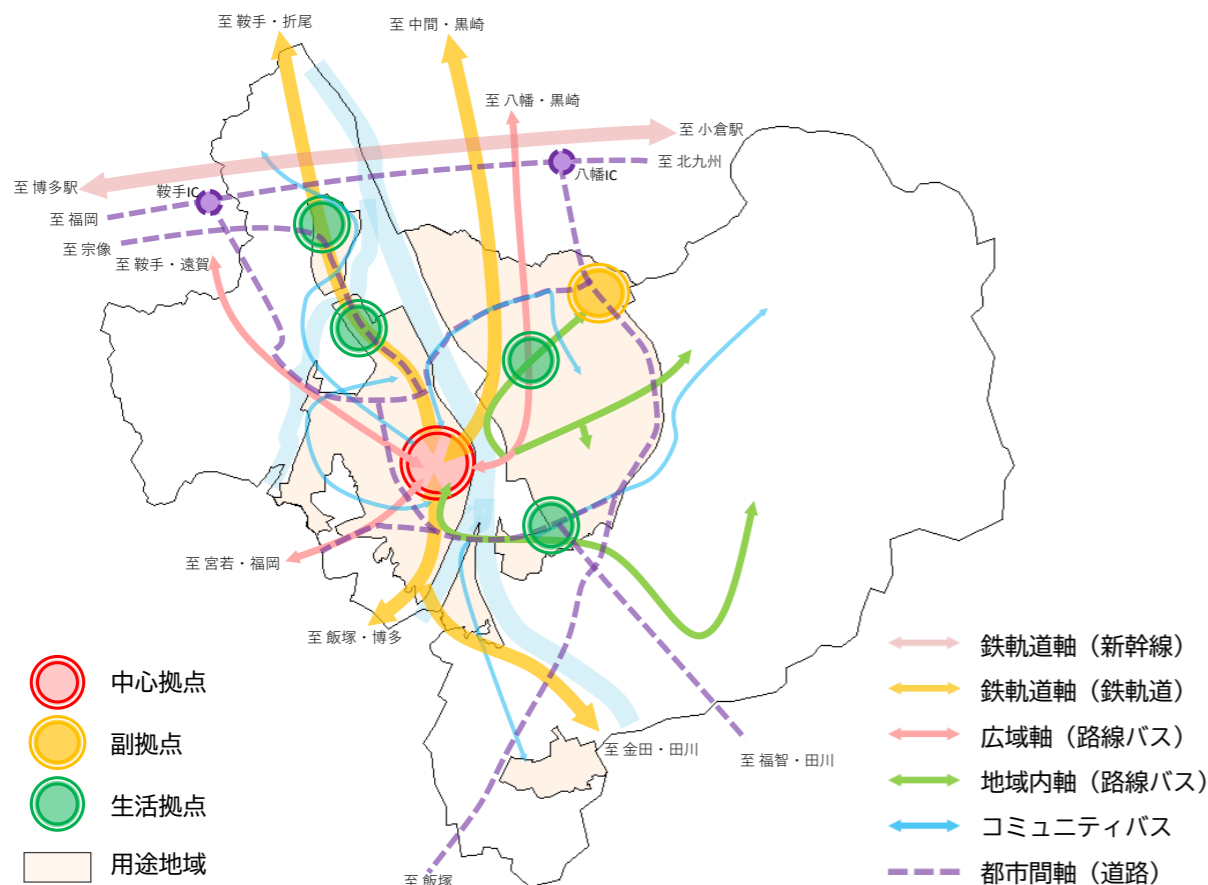 至 鞍手・折尾
至 中間・黒崎
至 八幡・黒崎
至 小倉駅
至 北九州
八幡IC
至 博多駅
鞍手IC
至 福岡
至 宗像
至 鞍手・遠賀
至 宮若・福岡
至 飯塚・博多
至 金田・田川
至 福智・田川
至 飯塚
中心拠点
副拠点
生活拠点
用途地域
鉄軌道軸（新幹線）
鉄軌道軸（鉄軌道）
広域軸（路線バス）
地域内軸（路線バス）
コミュニティバス
都市間軸（道路）